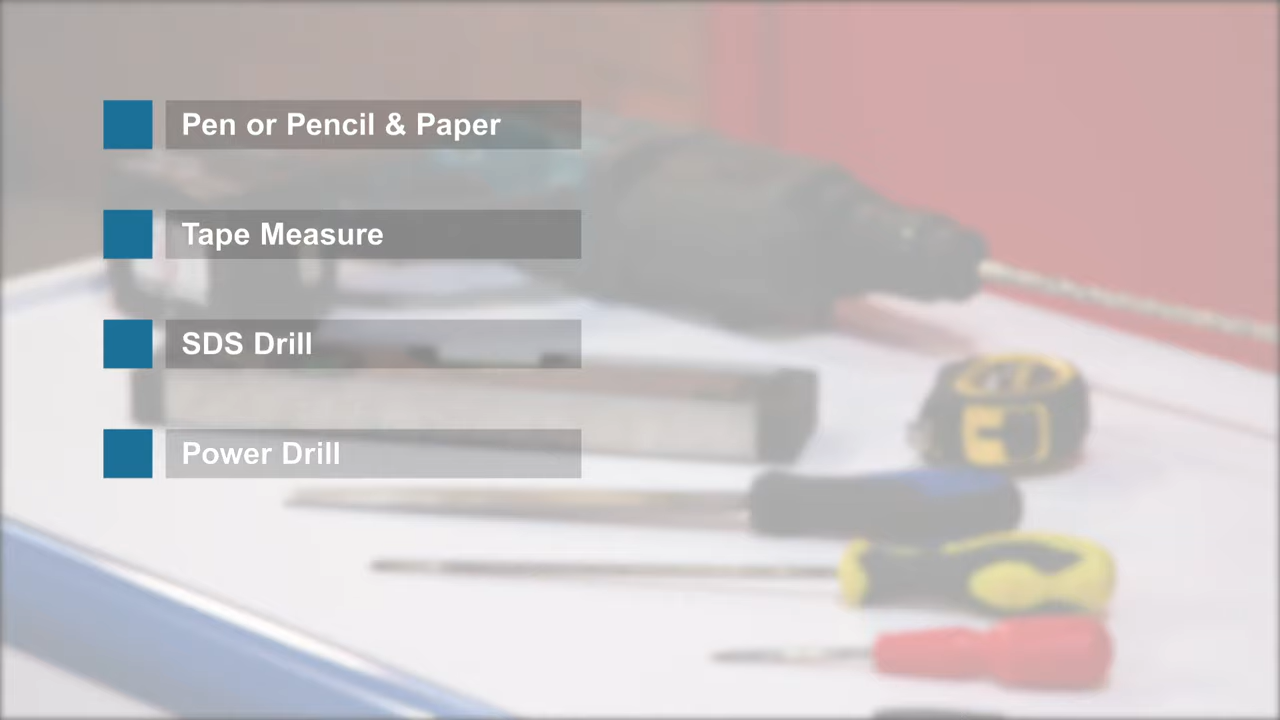 Pen or Pencil & Paper
Tape Measure
SDS Drill
Power Drill